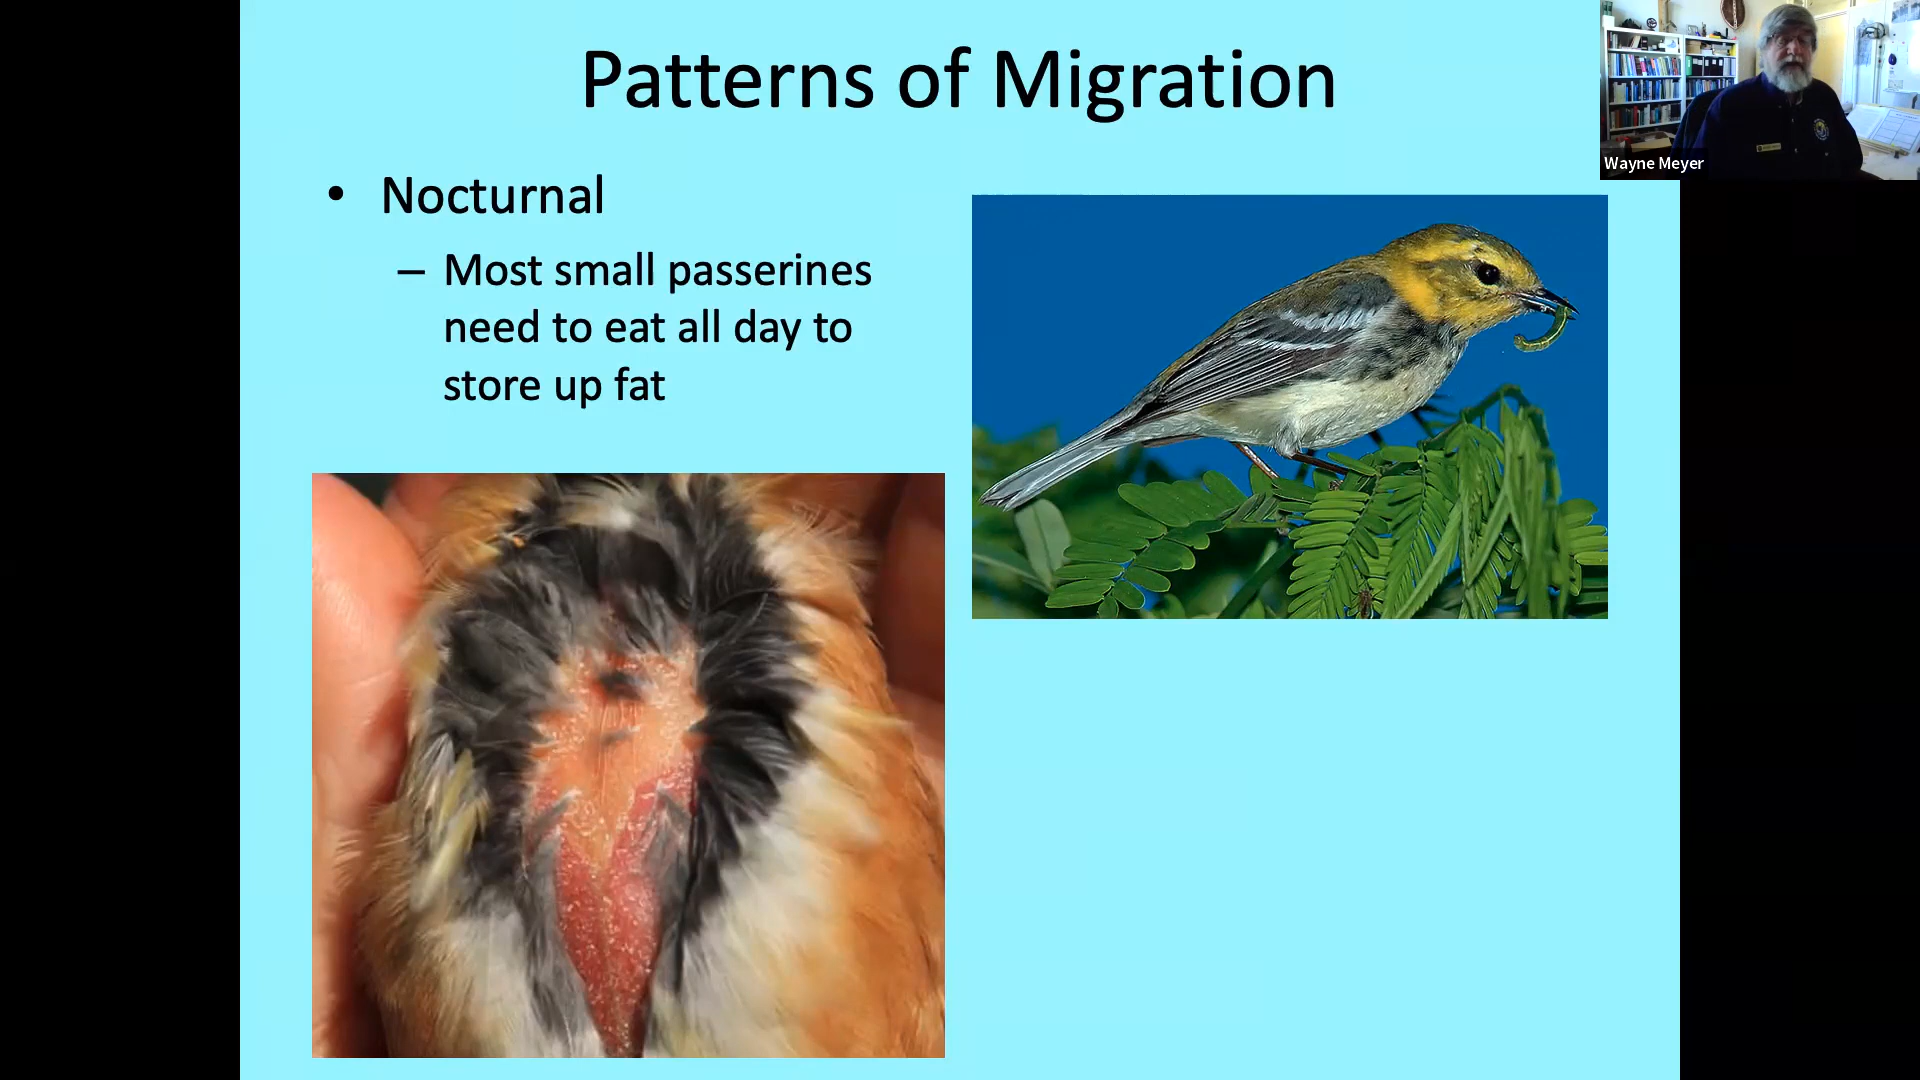 Patterns of Migration
• Nocturnal
– Most small passerines
need to eat all day to
store up fat
Wayne Meyer